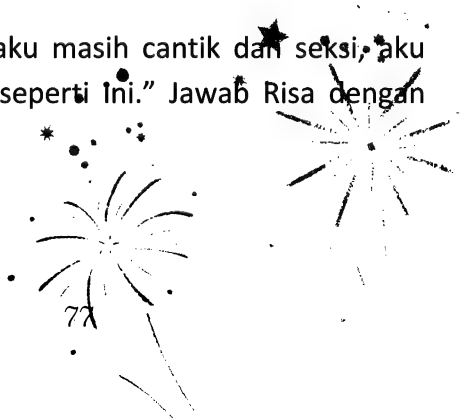 aku masih cantik dan seksi, aku
seperti ini.” Jawab Risa dengan
77